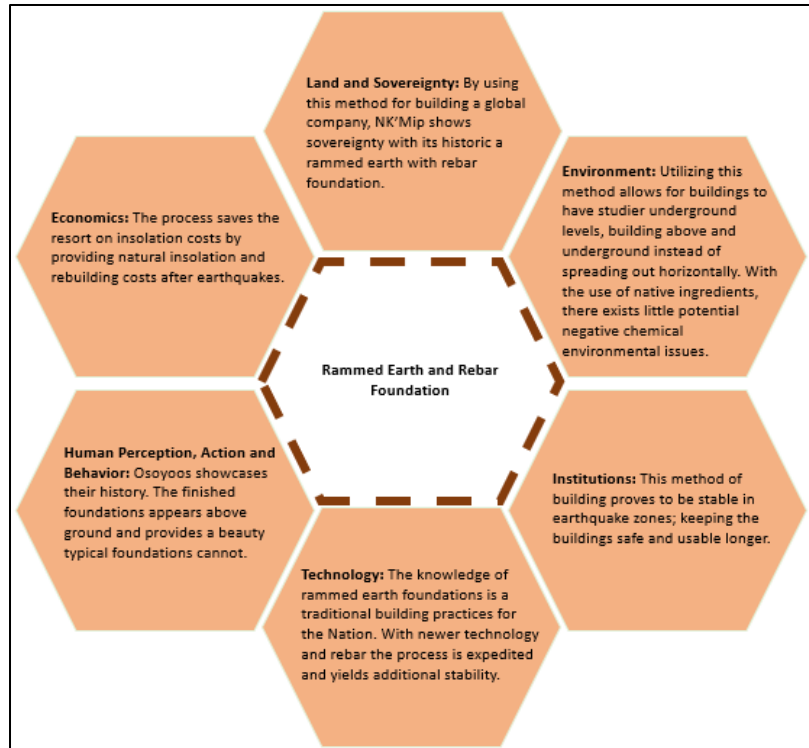 Land and Sovereignty: By using
this method for building a global
company, NK'Mip shows
sovereignty with its historic a
rammed earth with rebar
foundation.
Environment: Utilizing this
method allows for buildings to
have studier underground
levels, building above and
underground instead of
spreading out horizontally. With
the use of native ingredients,
there exists little potential
negative chemical
environmental issues.
Economics: The process saves the
resort on insolation costs by
providing natural insolation and
rebuilding costs after earthquakes.
Rammed Earth and Rebar
Foundation
Human Perception, Action and
Behavior: Osoyoos showcases
their history. The finished
foundations appears above
ground and provides a beauty
typical foundations cannot.
Institutions: This method of
building proves to be stable in
earthquake zones; keeping the
buildings safe and usable longer.
Technology: The knowledge of
rammed earth foundations is a
traditional building practices for
the Nation. With newer technology
and rebar the process is expedited
and yields additional stability.